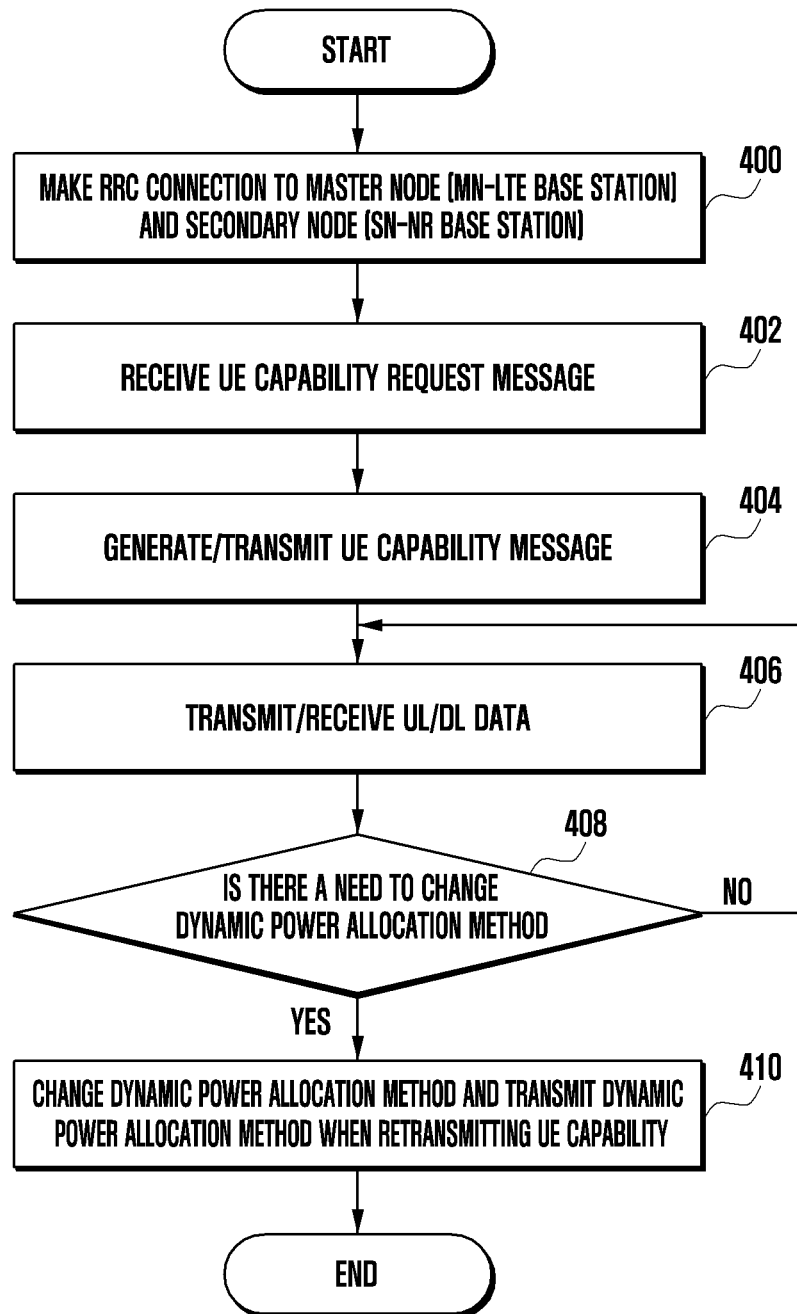 START
400
MAKE RRC CONNECTION TO MASTER NODE (MN-LTE BASE STATION)
AND SECONDARY NODE (SN-NR BASE STATION)
402
RECEIVE UE CAPABILITY REQUEST MESSAGE
404
GENERATE/TRANSMIT UE CAPABILITY MESSAGE
406
TRANSMIT/RECEIVE UL/DL DATA
408
IS THERE A NEED TO CHANGE
DYNAMIC POWER ALLOCATION METHOD
NO
YES
410
CHANGE DYNAMIC POWER ALLOCATION METHOD AND TRANSMIT DYNAMIC
POWER ALLOCATION METHOD WHEN RETRANSMITTING UE CAPABILITY
END